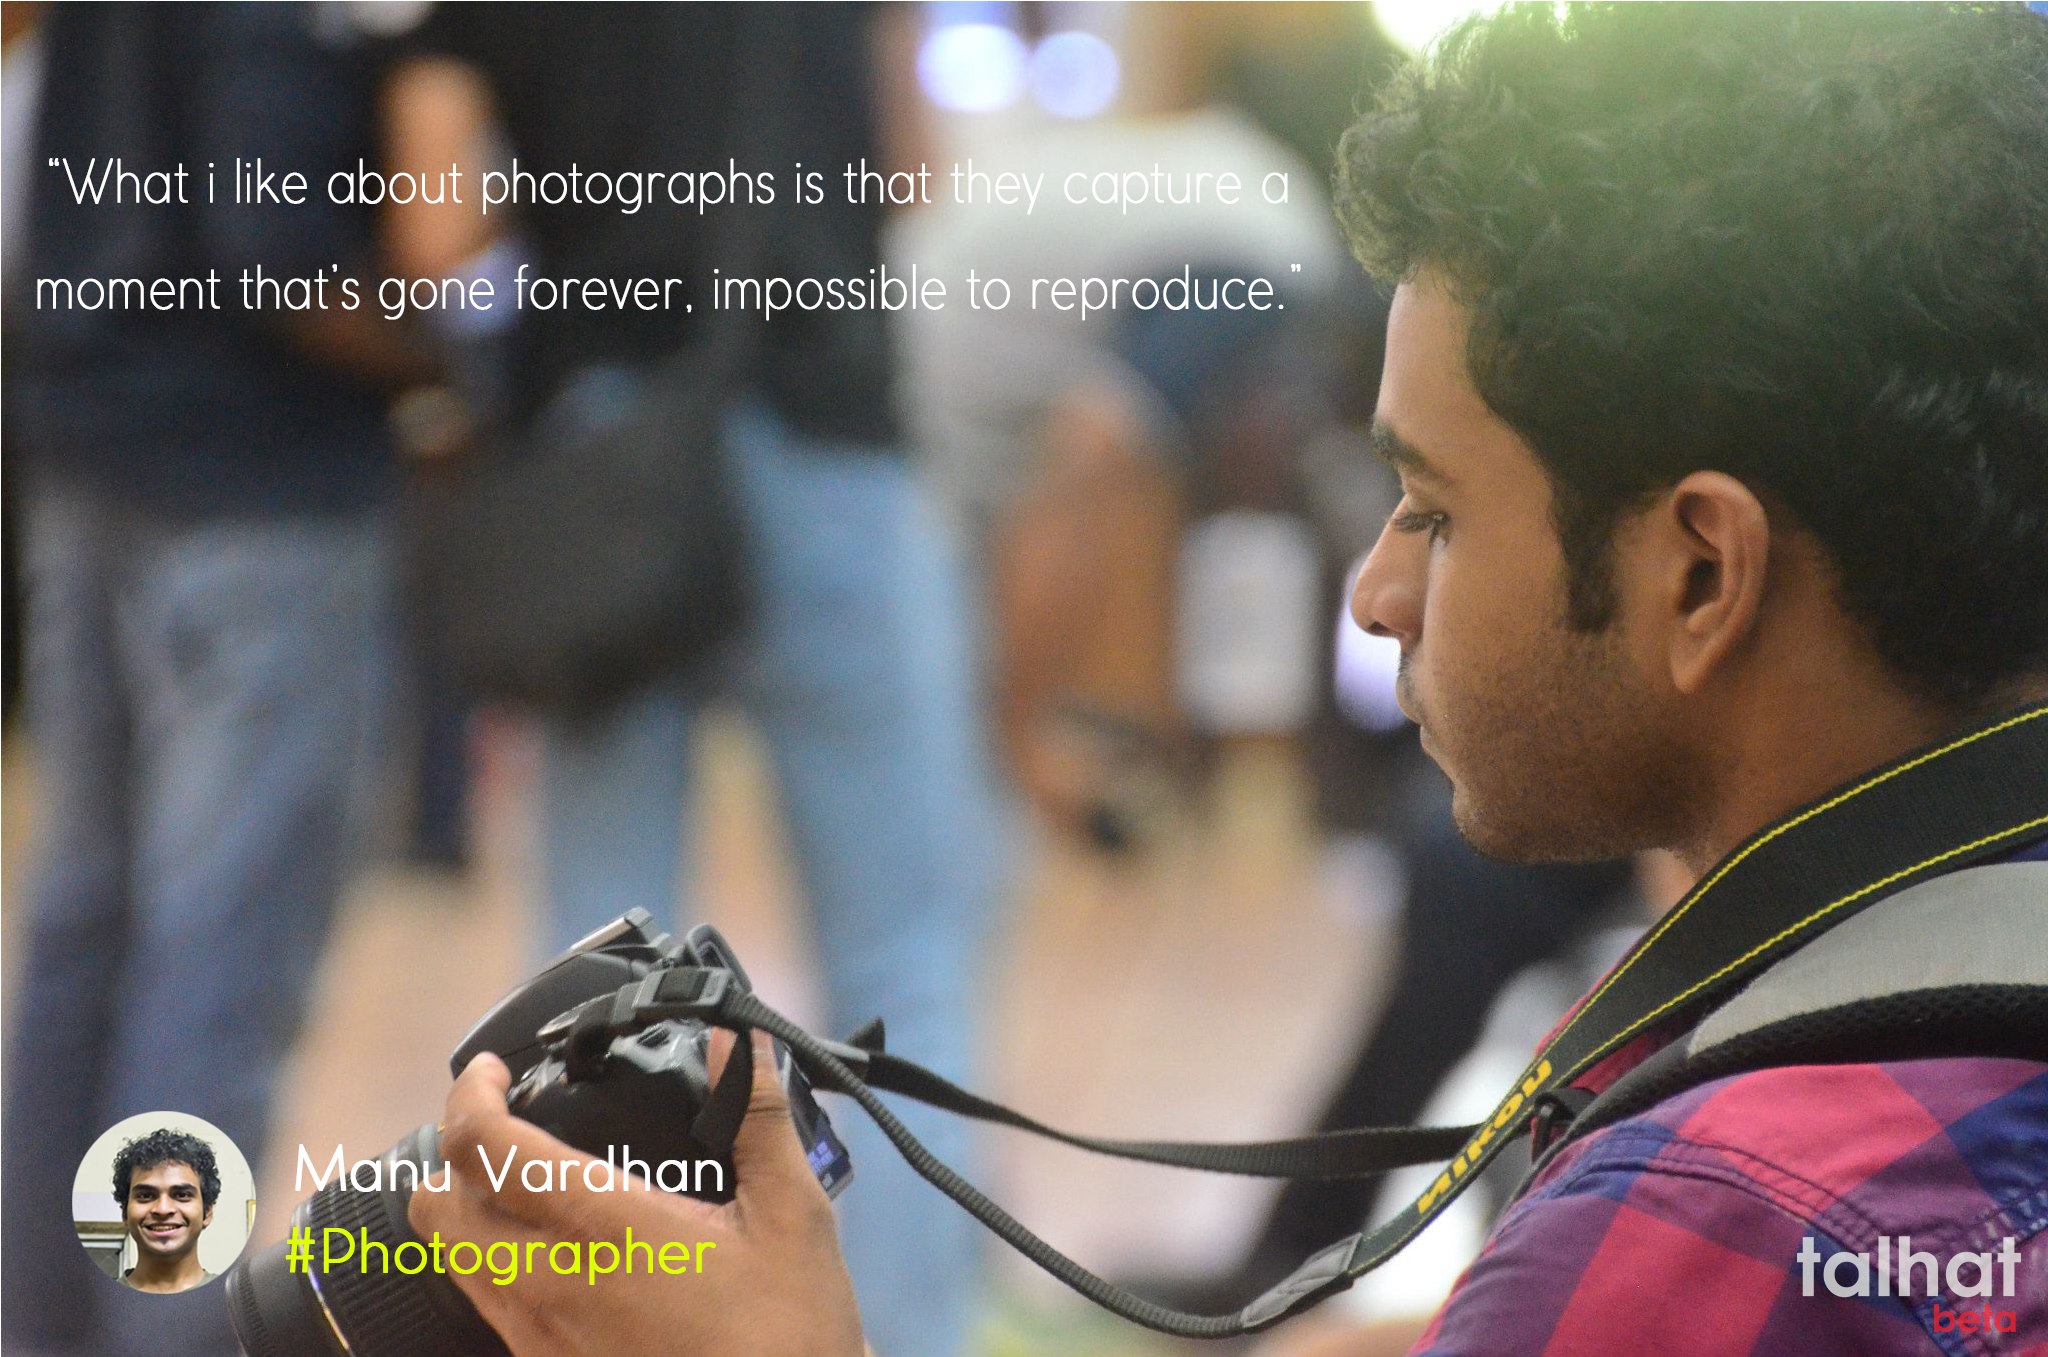 “What i like about photographs is that they capture a
moment that's gone forever, impossible to reproduce.”
Nikon
Manu Vardhan
#Photographer
talhat
beta